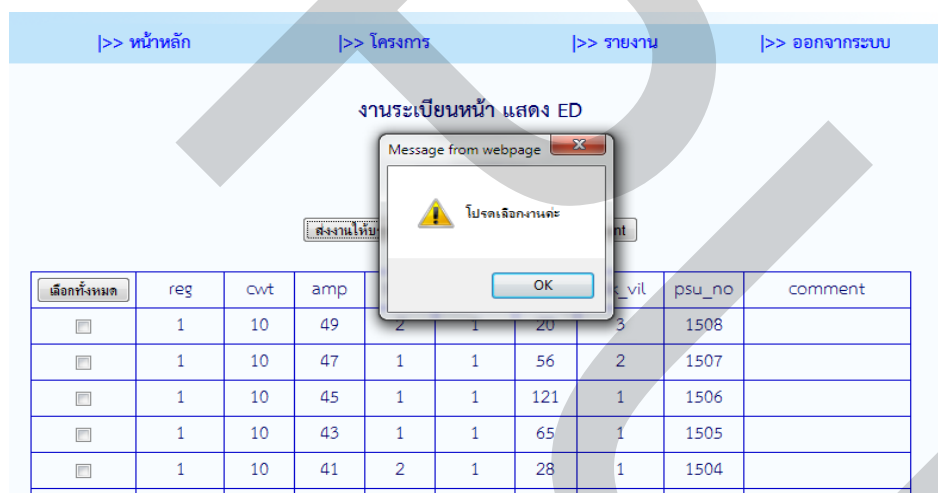 |>> หน้าหลัก |>> โครงการ |>> รายงาน |>> ออกจากระบบ
งานระเบียนหน้า แสดง ED
Message from webpage
โปรดเลือกงานค่ะ
OK
เลือกทั้งหมด reg cwt amp psu_no comment
1 10 49 2 1 20 3 1508
1 10 47 1 1 56 2 1507
1 10 45 1 1 121 1 1506
1 10 43 1 1 65 1 1505
1 10 41 2 1 28 1 1504